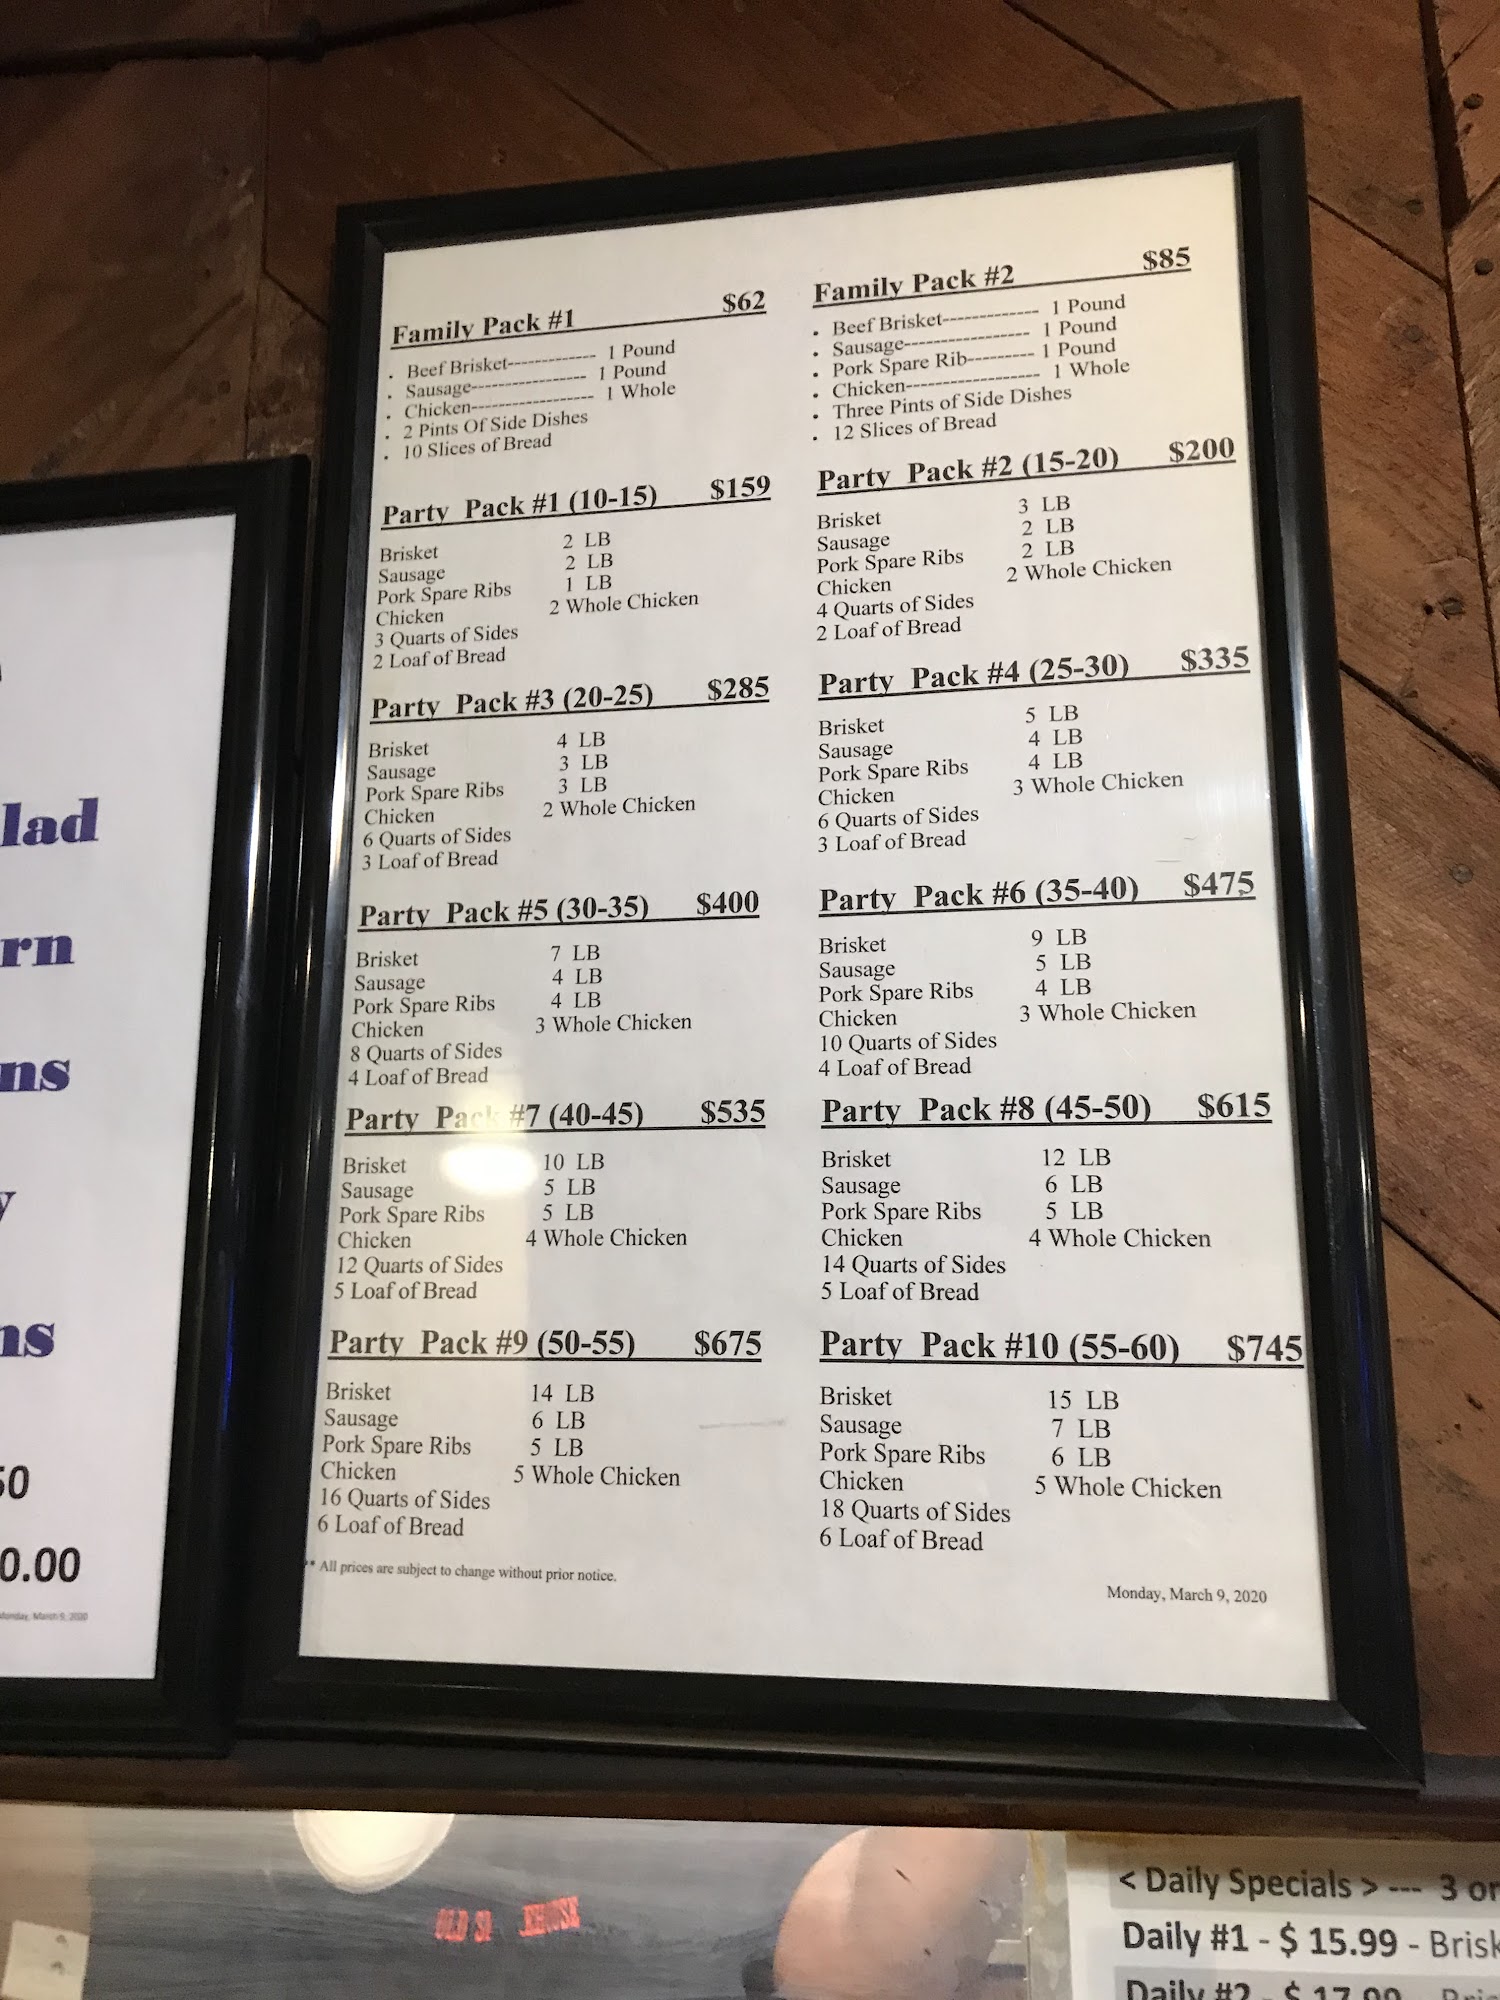 Family Pack #1 $62
. Beef Brisket------------- 1 Pound
. Sausage----------------- 1 Pound
. Chicken------------------ 1 Whole
. 2 Pints Of Side Dishes
. 10 Slices of Bread
Family Pack #2 $85
. Beef Brisket------------- 1 Pound
. Sausage------------------ 1 Pound
. Pork Spare Rib--------- 1 Pound
. Chicken------------------- 1 Whole
. Three Pints of Side Dishes
. 12 Slices of Bread
Party Pack #1 (10-15) $159
Brisket 2 LB
Sausage 2 LB
Pork Spare Ribs 1 LB
Chicken 2 Whole Chicken
3 Quarts of Sides
2 Loaf of Bread
Party Pack #2 (15-20) $200
Brisket 3 LB
Sausage 2 LB
Pork Spare Ribs 2 LB
Chicken 2 Whole Chicken
4 Quarts of Sides
2 Loaf of Bread
Party Pack #3 (20-25) $285
Brisket 4 LB
Sausage 3 LB
Pork Spare Ribs 3 LB
Chicken 2 Whole Chicken
6 Quarts of Sides
3 Loaf of Bread
Party Pack #4 (25-30) $335
Brisket 5 LB
Sausage 4 LB
Pork Spare Ribs 4 LB
Chicken 3 Whole Chicken
6 Quarts of Sides
3 Loaf of Bread
Party Pack #5 (30-35) $400
Brisket 7 LB
Sausage 4 LB
Pork Spare Ribs 4 LB
Chicken 3 Whole Chicken
8 Quarts of Sides
4 Loaf of Bread
Party Pack #6 (35-40) $475
Brisket 9 LB
Sausage 5 LB
Pork Spare Ribs 4 LB
Chicken 3 Whole Chicken
10 Quarts of Sides
4 Loaf of Bread
Party Pack #7 (40-45) $535
Brisket 10 LB
Sausage 5 LB
Pork Spare Ribs 5 LB
Chicken 4 Whole Chicken
12 Quarts of Sides
5 Loaf of Bread
Party Pack #8 (45-50) $615
Brisket 12 LB
Sausage 6 LB
Pork Spare Ribs 5 LB
Chicken 4 Whole Chicken
14 Quarts of Sides
5 Loaf of Bread
Party Pack #9 (50-55) $675
Brisket 14 LB
Sausage 6 LB
Pork Spare Ribs 5 LB
Chicken 5 Whole Chicken
16 Quarts of Sides
6 Loaf of Bread
Party Pack #10 (55-60) $745
Brisket 15 LB
Sausage 7 LB
Pork Spare Ribs 6 LB
Chicken 5 Whole Chicken
18 Quarts of Sides
6 Loaf of Bread
** All prices are subject to change without prior notice.
Monday, March 9, 2020
lad
rn
ns
y
ns
50
0.00
Monday, March 9, 2020
OLD
< Daily Specials > --- 3 or
Daily #1 - $ 15.99 - Brisk
Daily #2 - $ 17.99